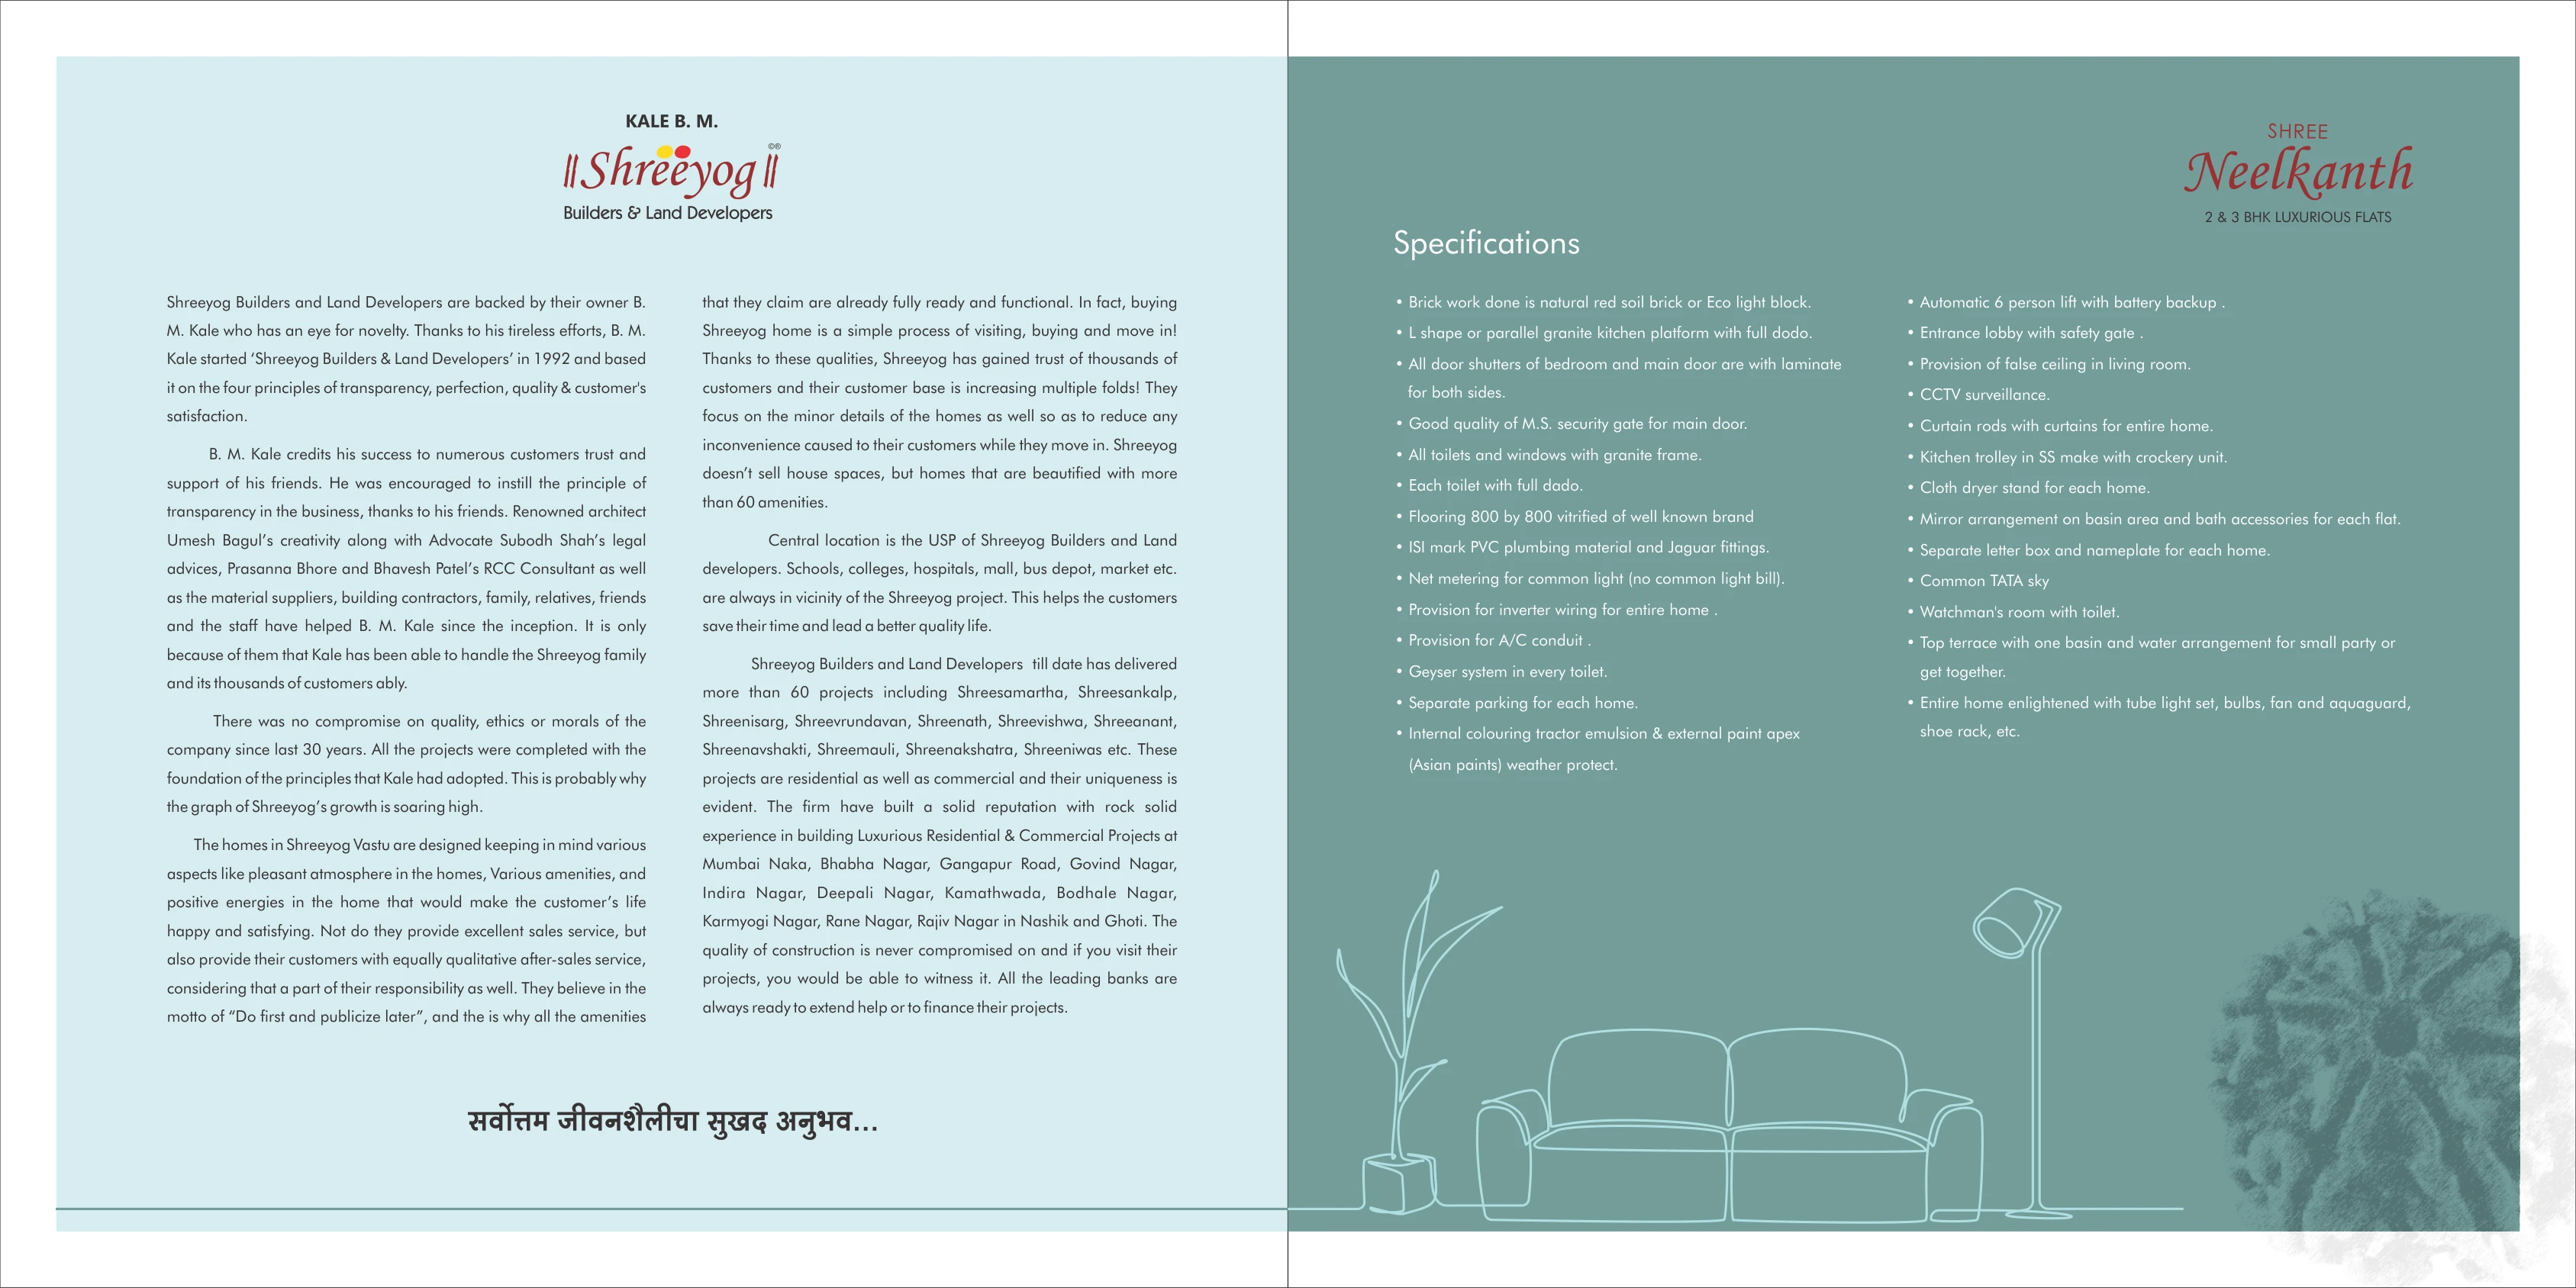 KALE B. M.
॥Shreeyog॥ ©®
Builders & Land Developers
Shreeyog Builders and Land Developers are backed by their owner B.
M. Kale who has an eye for novelty. Thanks to his tireless efforts, B. M.
Kale started ‘Shreeyog Builders & Land Developers’ in 1992 and based
it on the four principles of transparency, perfection, quality & customer's
satisfaction.
B. M. Kale credits his success to numerous customers trust and
support of his friends. He was encouraged to instill the principle of
transparency in the business, thanks to his friends. Renowned architect
Umesh Bagul’s creativity along with Advocate Subodh Shah’s legal
advices, Prasanna Bhore and Bhavesh Patel’s RCC Consultant as well
as the material suppliers, building contractors, family, relatives, friends
and the staff have helped B. M. Kale since the inception. It is only
because of them that Kale has been able to handle the Shreeyog family
and its thousands of customers ably.
There was no compromise on quality, ethics or morals of the
company since last 30 years. All the projects were completed with the
foundation of the principles that Kale had adopted. This is probably why
the graph of Shreeyog’s growth is soaring high.
The homes in Shreeyog Vastu are designed keeping in mind various
aspects like pleasant atmosphere in the homes, Various amenities, and
positive energies in the home that would make the customer’s life
happy and satisfying. Not do they provide excellent sales service, but
also provide their customers with equally qualitative after-sales service,
considering that a part of their responsibility as well. They believe in the
motto of “Do first and publicize later”, and the is why all the amenities
that they claim are already fully ready and functional. In fact, buying
Shreeyog home is a simple process of visiting, buying and move in!
Thanks to these qualities, Shreeyog has gained trust of thousands of
customers and their customer base is increasing multiple folds! They
focus on the minor details of the homes as well so as to reduce any
inconvenience caused to their customers while they move in. Shreeyog
doesn’t sell house spaces, but homes that are beautified with more
than 60 amenities.
Central location is the USP of Shreeyog Builders and Land
developers. Schools, colleges, hospitals, mall, bus depot, market etc.
are always in vicinity of the Shreeyog project. This helps the customers
save their time and lead a better quality life.
Shreeyog Builders and Land Developers till date has delivered
more than 60 projects including Shreesamartha, Shreesankalp,
Shreenisarg, Shreevrundavan, Shreenath, Shreevishwa, Shreeanant,
Shreenavshakti, Shreemauli, Shreenakshatra, Shreeniwas etc. These
projects are residential as well as commercial and their uniqueness is
evident. The firm have built a solid reputation with rock solid
experience in building Luxurious Residential & Commercial Projects at
Mumbai Naka, Bhabha Nagar, Gangapur Road, Govind Nagar,
Indira Nagar, Deepali Nagar, Kamathwada, Bodhale Nagar,
Karmyogi Nagar, Rane Nagar, Rajiv Nagar in Nashik and Ghoti. The
quality of construction is never compromised on and if you visit their
projects, you would be able to witness it. All the leading banks are
always ready to extend help or to finance their projects.
सर्वोत्तम जीवनशैलीचा सुखद अनुभव...
SHREE
Neelkanth
2 & 3 BHK LUXURIOUS FLATS
Specifications
• Brick work done is natural red soil brick or Eco light block.
• L shape or parallel granite kitchen platform with full dodo.
• All door shutters of bedroom and main door are with laminate
for both sides.
• Good quality of M.S. security gate for main door.
• All toilets and windows with granite frame.
• Each toilet with full dado.
• Flooring 800 by 800 vitrified of well known brand
• ISI mark PVC plumbing material and Jaguar fittings.
• Net metering for common light (no common light bill).
• Provision for inverter wiring for entire home .
• Provision for A/C conduit .
• Geyser system in every toilet.
• Separate parking for each home.
• Internal colouring tractor emulsion & external paint apex
(Asian paints) weather protect.
• Automatic 6 person lift with battery backup .
• Entrance lobby with safety gate .
• Provision of false ceiling in living room.
• CCTV surveillance.
• Curtain rods with curtains for entire home.
• Kitchen trolley in SS make with crockery unit.
• Cloth dryer stand for each home.
• Mirror arrangement on basin area and bath accessories for each flat.
• Separate letter box and nameplate for each home.
• Common TATA sky
• Watchman's room with toilet.
• Top terrace with one basin and water arrangement for small party or
get together.
• Entire home enlightened with tube light set, bulbs, fan and aquaguard,
shoe rack, etc.